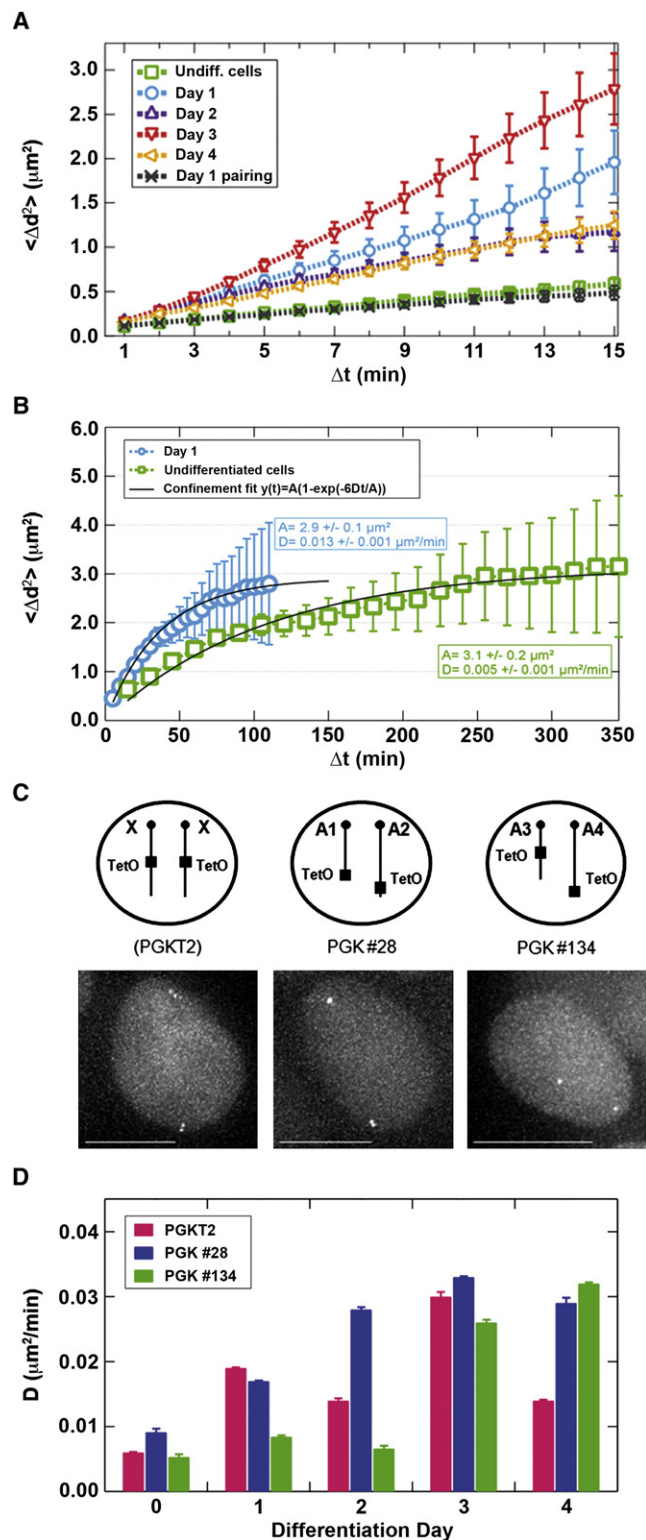 A
<Δd²> (μm²)
3.0
2.5
2.0
1.5
1.0
0.5
0.0
Undiff. cells
Day 1
Day 2
Day 3
Day 4
Day 1 pairing
1 3 5 7 9 11 13 15
Δt (min)
B
<Δd²> (μm²)
6.0
5.0
4.0
3.0
2.0
1.0
0.0
Day 1
Undifferentiated cells
Confinement fit y(t)=A(1-exp(-6Dt/A))
A= 2.9 +/- 0.1 μm²
D= 0.013 +/- 0.001 μm²/min
A= 3.1 +/- 0.2 μm²
D= 0.005 +/- 0.001 μm²/min
0 50 100 150 200 250 300 350
Δt (min)
C
X X
TetO TetO
(PGKT2)
A1 A2
TetO TetO
PGK #28
A3 A4
TetO TetO
PGK #134
D
D (μm²/min)
0.04
0.03
0.02
0.01
0.00
PGKT2
PGK #28
PGK #134
0 1 2 3 4
Differentiation Day